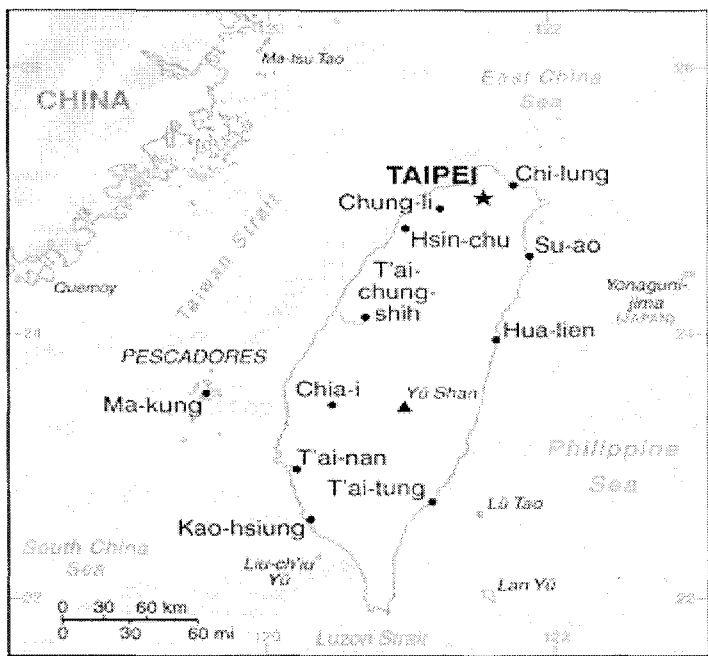 120
122
Ma-tsu Tao
26
26
East China
Sea
CHINA
TAIPEI
Chi-lung
Chung-li
Hsin-chu
Su-ao
Taiwan Strait
T'ai-
chung-
shih
Quemoy
Yonaguni-
jima
(JAPAN)
24
24
Hua-lien
PESCADORES
Ma-kung
Chia-i
Yü Shan
Philippine
Sea
T'ai-nan
T'ai-tung
Lü Tao
Kao-hsiung
South China
Sea
Liu-ch'iu
Yü
Lan Yü
22
22
0 30 60 km
0 30 60 mi
120
Luzon Strait
122